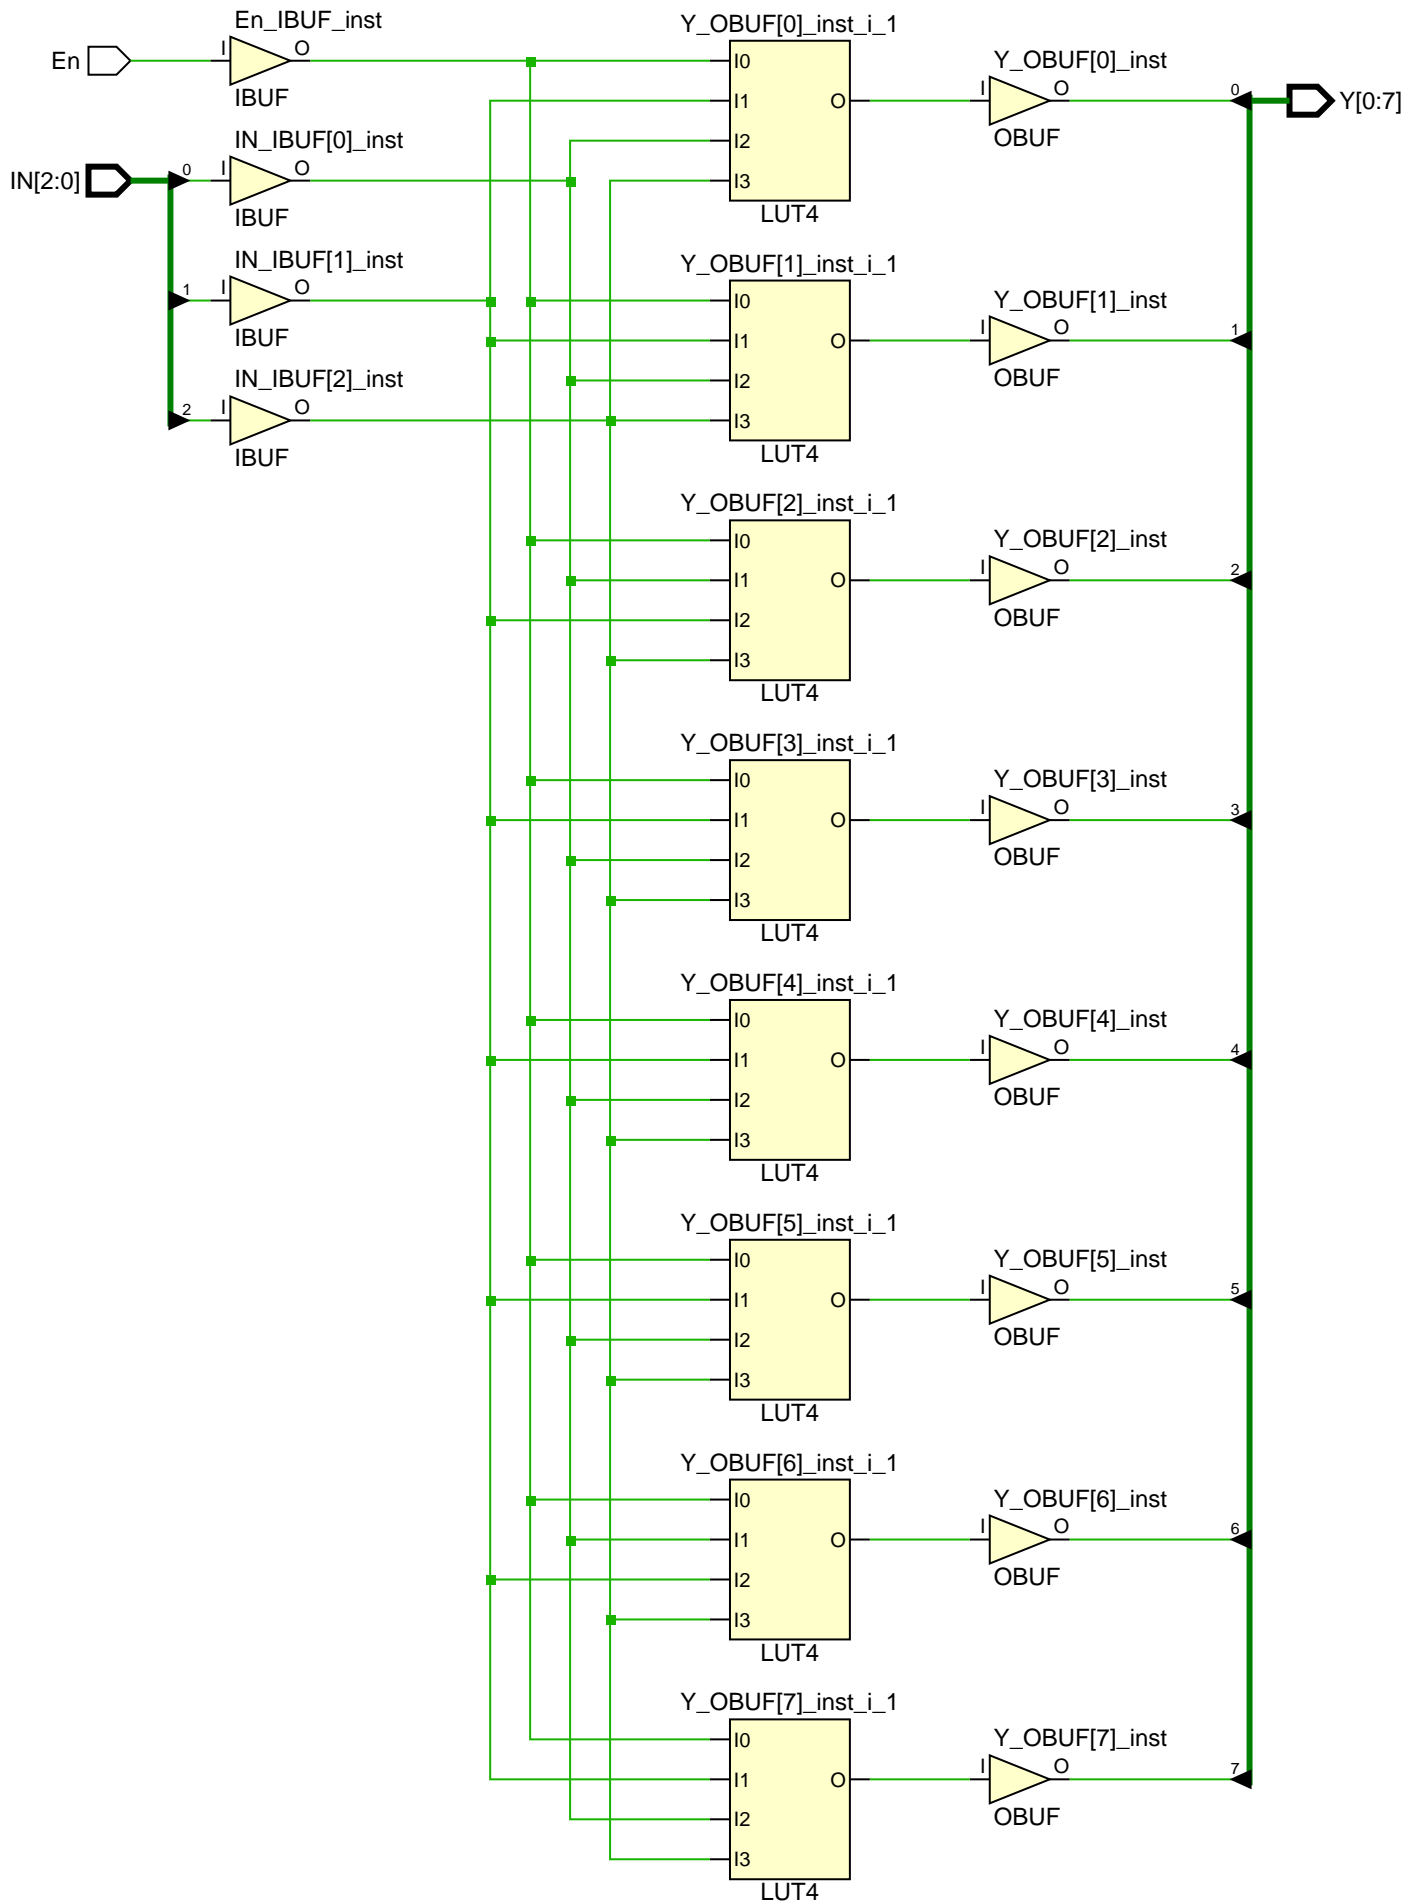 En
En_IBUF_inst
I
O
IBUF
IN[2:0]
0
IN_IBUF[0]_inst
I
O
IBUF
1
IN_IBUF[1]_inst
I
O
IBUF
2
IN_IBUF[2]_inst
I
O
IBUF
Y_OBUF[0]_inst_i_1
I0
I1
I2
I3
O
LUT4
Y_OBUF[0]_inst
I
O
OBUF
0
Y[0:7]
Y_OBUF[1]_inst_i_1
I0
I1
I2
I3
O
LUT4
Y_OBUF[1]_inst
I
O
OBUF
1
Y_OBUF[2]_inst_i_1
I0
I1
I2
I3
O
LUT4
Y_OBUF[2]_inst
I
O
OBUF
2
Y_OBUF[3]_inst_i_1
I0
I1
I2
I3
O
LUT4
Y_OBUF[3]_inst
I
O
OBUF
3
Y_OBUF[4]_inst_i_1
I0
I1
I2
I3
O
LUT4
Y_OBUF[4]_inst
I
O
OBUF
4
Y_OBUF[5]_inst_i_1
I0
I1
I2
I3
O
LUT4
Y_OBUF[5]_inst
I
O
OBUF
5
Y_OBUF[6]_inst_i_1
I0
I1
I2
I3
O
LUT4
Y_OBUF[6]_inst
I
O
OBUF
6
Y_OBUF[7]_inst_i_1
I0
I1
I2
I3
O
LUT4
Y_OBUF[7]_inst
I
O
OBUF
7